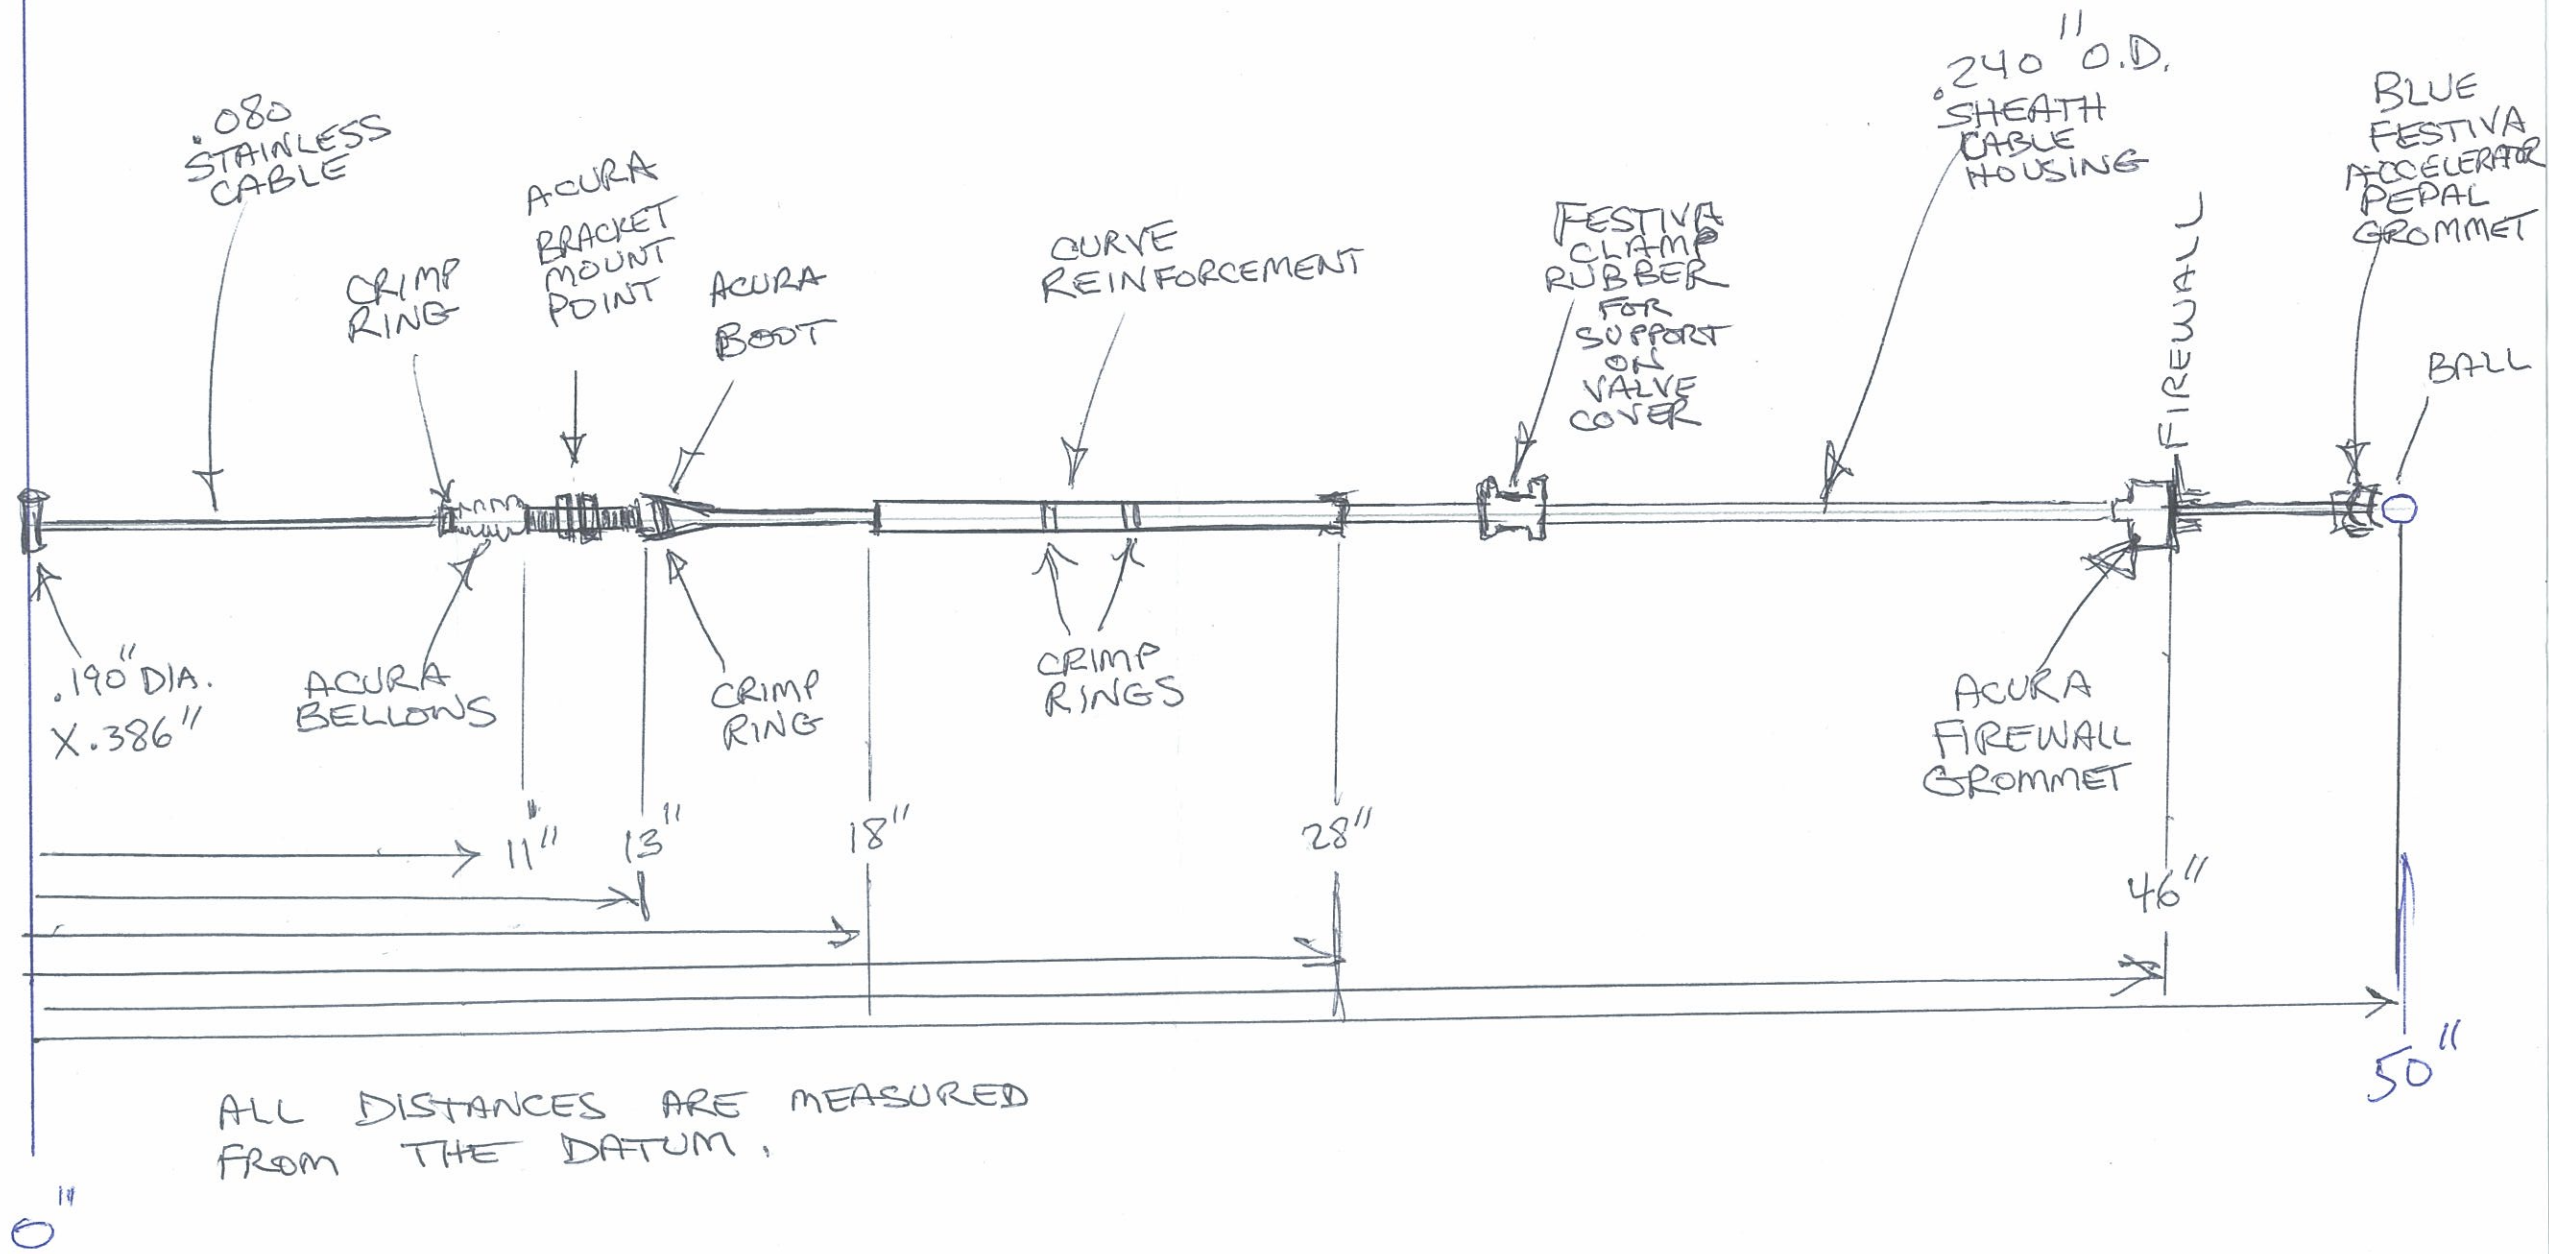 .080
STAINLESS
CABLE
CRIMP
RING
ACURA
BRACKET
MOUNT
POINT
ACURA
BOOT
CURVE
REINFORCEMENT
FESTIVA
CLAMP
RUBBER
FOR
SUPPORT
ON
VALVE
COVER
.240" O.D.
SHEATH
CABLE
HOUSING
FIREWALL
BLUE
FESTIVA
ACCELERATOR
PEPAL
GROMMET
BALL
.190" DIA.
X .386"
ACURA
BELLOWS
CRIMP
RING
CRIMP
RINGS
ACURA
FIREWALL
GROMMET
11"
13"
18"
28"
46"
50"
ALL DISTANCES ARE MEASURED
FROM THE DATUM.
0"